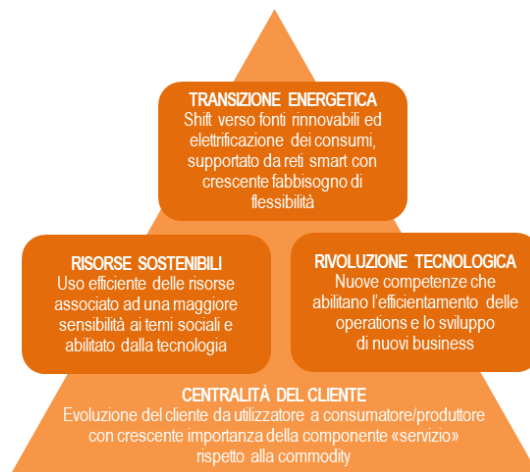 TRANSIZIONE ENERGETICA
Shift verso fonti rinnovabili ed
elettrificazione dei consumi,
supportato da reti smart con
crescente fabbisogno di
flessibilità
RISORSE SOSTENIBILI
Uso efficiente delle risorse
associato ad una maggiore
sensibilità ai temi sociali e
abilitato dalla tecnologia
RIVOLUZIONE TECNOLOGICA
Nuove competenze che
abilitano l'efficientamento delle
operations e lo sviluppo
di nuovi business
CENTRALITÀ DEL CLIENTE
Evoluzione del cliente da utilizzatore a consumatore/produttore
con crescente importanza della componente «servizio»
rispetto alla commodity